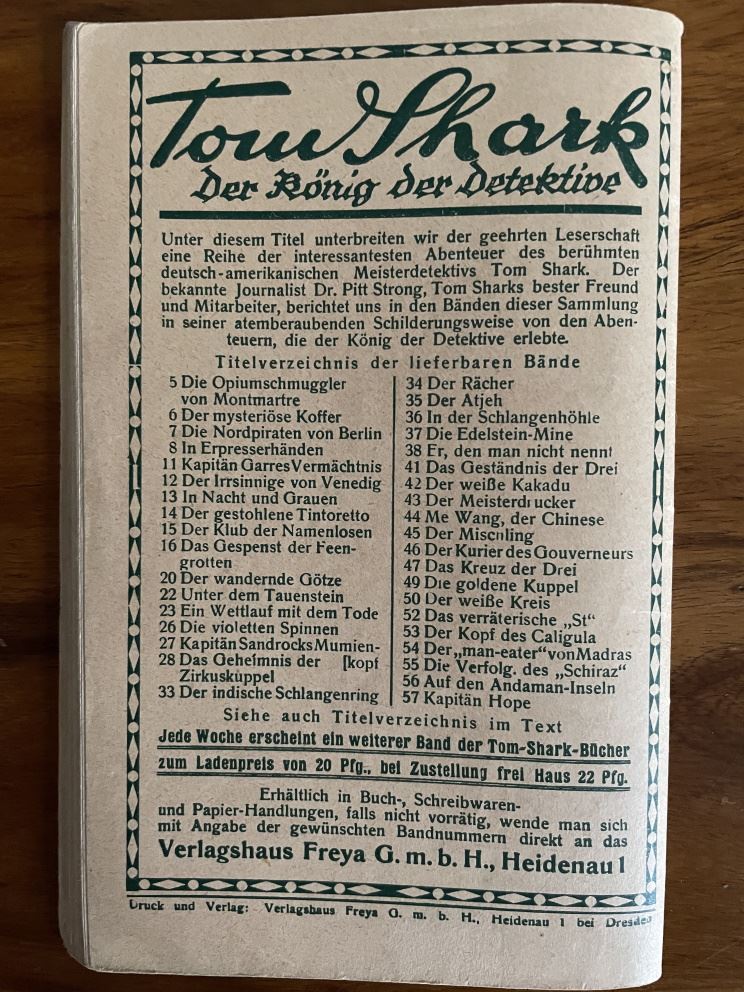 Tom Shark
Der König der Detektive
Unter diesem Titel unterbreiten wir der geehrten Leserschaft
eine Reihe der interessantesten Abenteuer des berühmten
deutsch-amerikanischen Meisterdetektivs Tom Shark. Der
bekannte Journalist Dr. Pitt Strong, Tom Sharks bester Freund
und Mitarbeiter, berichtet uns in den Bänden dieser Sammlung
in seiner atemberaubenden Schilderungsweise von den Aben-
teuern, die der König der Detektive erlebte.
Titelverzeichnis der lieferbaren Bände
5 Die Opiumschmuggler
von Montmartre
6 Der mysteriöse Koffer
7 Die Nordpiraten von Berlin
8 In Erpresserhänden
11 Kapitän Garres Vermächtnis
12 Der Irrsinnige von Venedig
13 In Nacht und Grauen
14 Der gestohlene Tintoretto
15 Der Klub der Namenlosen
16 Das Gespenst der Feen-
grotten
20 Der wandernde Götze
22 Unter dem Tauenstein
23 Ein Wettlauf mit dem Tode
26 Die violetten Spinnen
27 Kapitän Sandrocks Mumien-
28 Das Geheimnis der [kopf
Zirkuskuppel
33 Der indische Schlangenring
34 Der Rächer
35 Der Atjeh
36 In der Schlangenhöhle
37 Die Edelstein-Mine
38 Er, den man nicht nennt
41 Das Geständnis der Drei
42 Der weiße Kakadu
43 Der Meisterdrucker
44 Me Wang, der Chinese
45 Der Mischling
46 Der Kurier des Gouverneurs
47 Das Kreuz der Drei
49 Die goldene Kuppel
50 Der weiße Kreis
52 Das verräterische „St“
53 Der Kopf des Caligula
54 Der „man-eater“ von Madras
55 Die Verfolg. des „Schiraz“
56 Auf den Andaman-Inseln
57 Kapitän Hope
Siehe auch Titelverzeichnis im Text
Jede Woche erscheint ein weiterer Band der Tom-Shark-Bücher
zum Ladenpreis von 20 Pfg., bei Zustellung frei Haus 22 Pfg.
Erhältlich in Buch-, Schreibwaren-
und Papier-Handlungen, falls nicht vorrätig, wende man sich
mit Angabe der gewünschten Bandnummern direkt an das
Verlagshaus Freya G. m. b. H., Heidenau 1
Druck und Verlag: Verlagshaus Freya G. m. b. H., Heidenau 1 bei Dresden